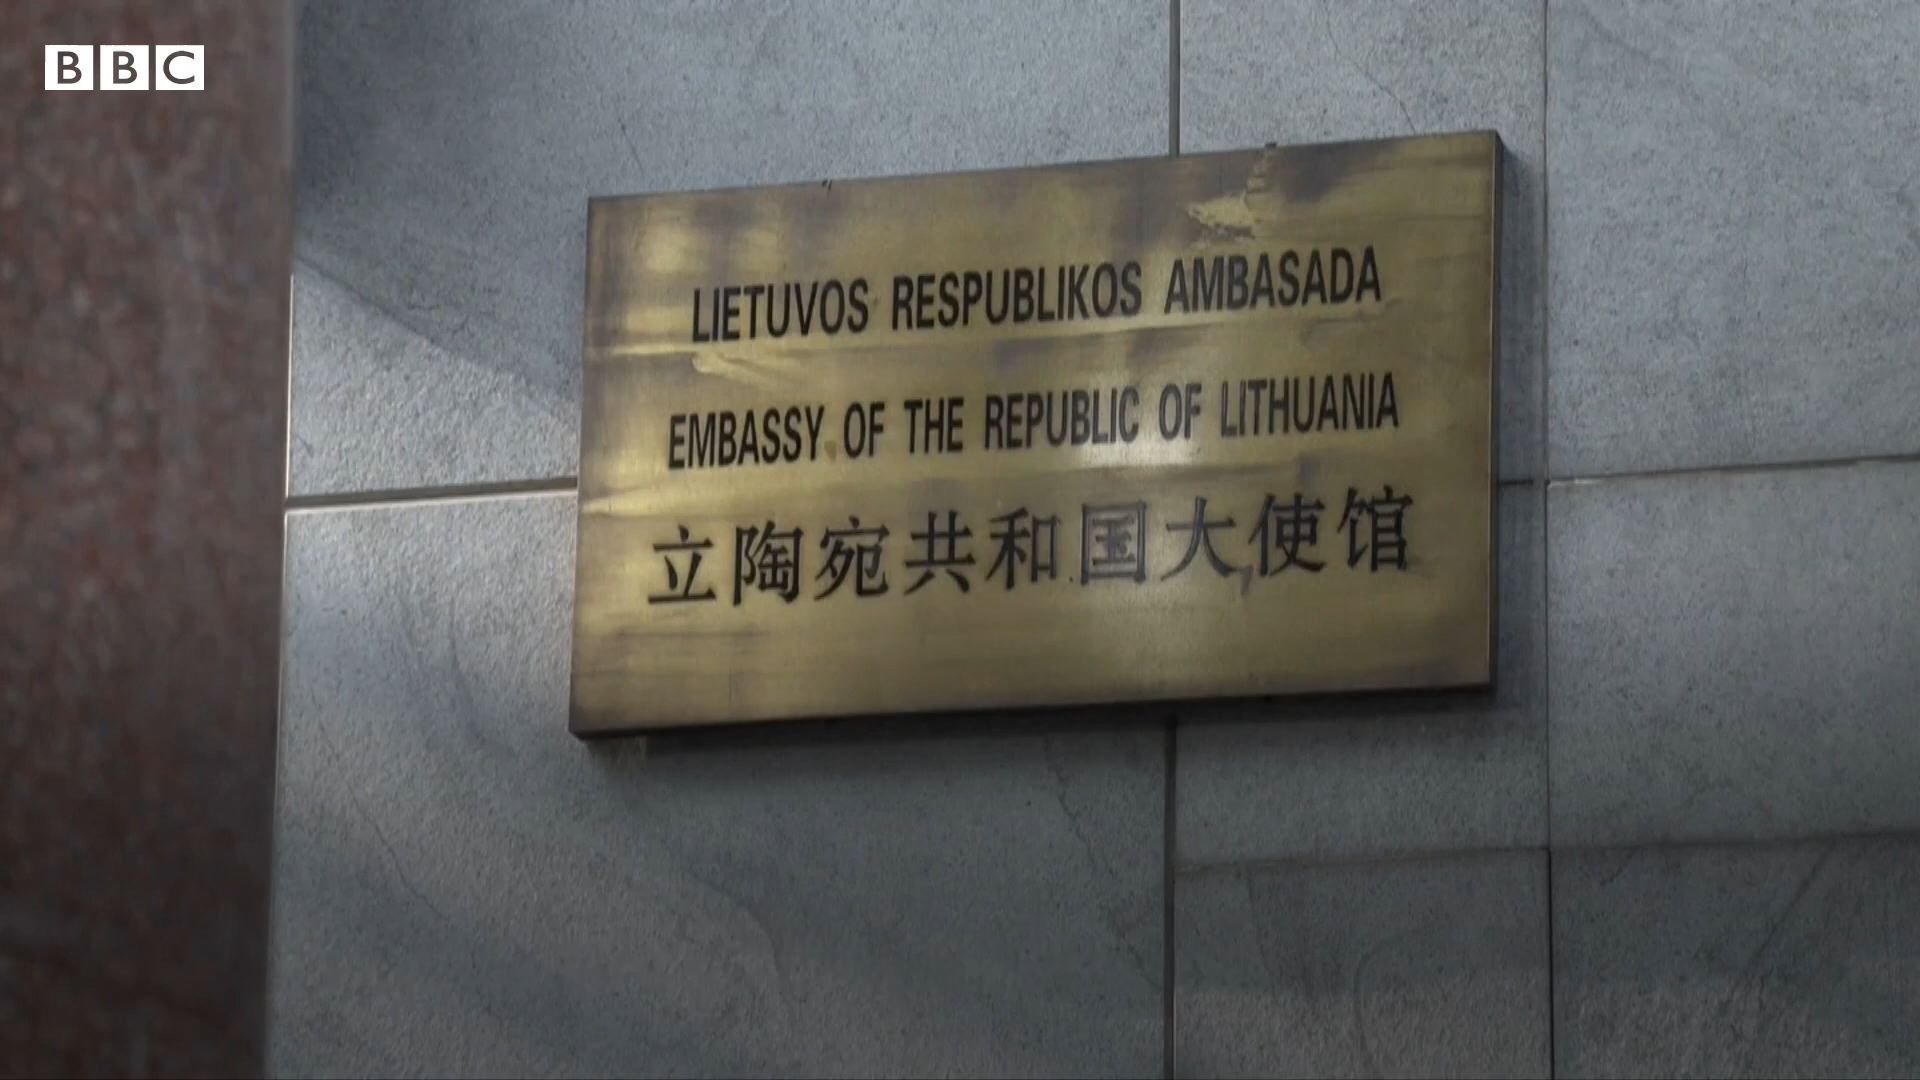 BBC
LIETUVOS RESPUBLIKOS AMBASADA
EMBASSY OF THE REPUBLIC OF LITHUANIA
立陶宛共和国大使馆